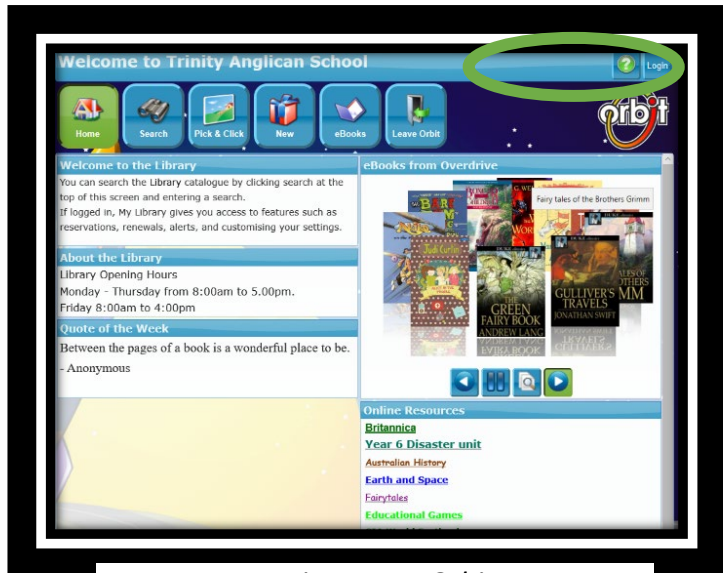 Welcome to Trinity Anglican School
?
Login
Home
Search
Pick & Click
New
eBooks
Leave Orbit
orbit
Welcome to the Library
You can search the Library catalogue by clicking search at the
top of this screen and entering a search.
If logged in, My Library gives you access to features such as
reservations, renewals, alerts, and customising your settings.
About the Library
Library Opening Hours
Monday - Thursday from 8:00am to 5.00pm.
Friday 8:00am to 4:00pm
Quote of the Week
Between the pages of a book is a wonderful place to be.
- Anonymous
eBooks from Overdrive
Fairy tales of the Brothers Grimm
Judi Curtin
THE
GREEN
FAIRY BOOK
ANDREW LANG
GULLIVER'S
TRAVELS
JONATHAN SWIFT
Online Resources
Britannica
Year 6 Disaster unit
Australian History
Earth and Space
Fairytales
Educational Games